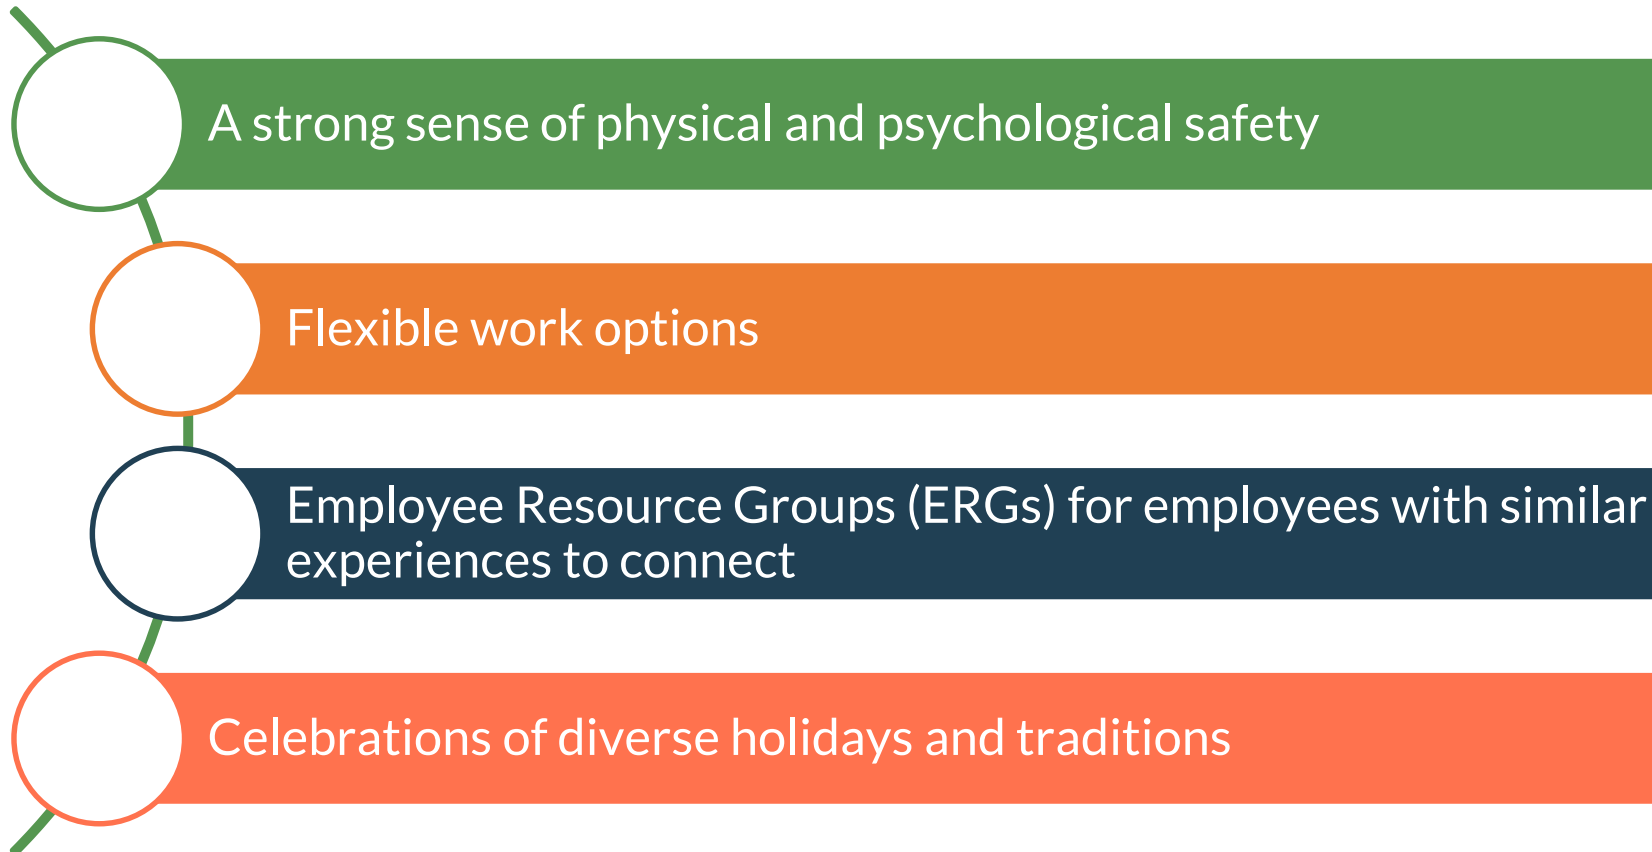 A strong sense of physical and psychological safety
Flexible work options
Employee Resource Groups (ERGs) for employees with similar
experiences to connect
Celebrations of diverse holidays and traditions